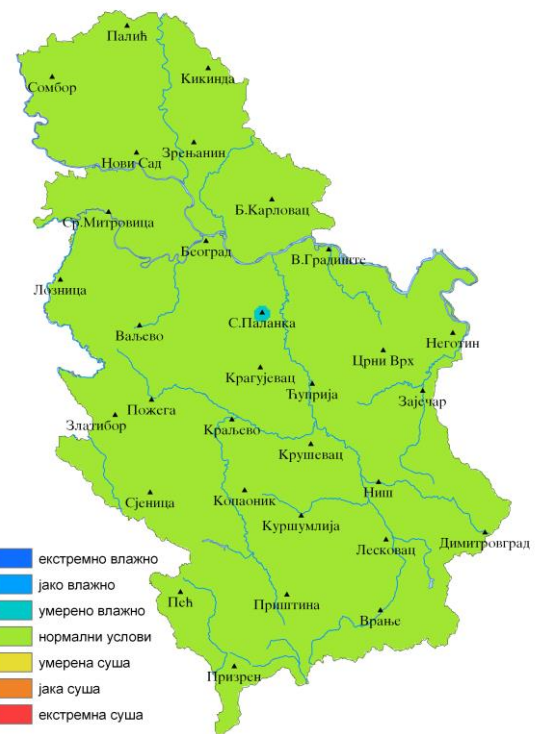 Палић
Сомбор
Кикинда
Зрењанин
Нови Сад
Б.Карловац
Ср.Митровица
Београд
В.Градиште
Лозница
С.Паланка
Ваљево
Неготин
Црни Врх
Крагујевац
Ћуприја
Зајечар
Пожега
Златибор
Краљево
Крушевац
Ниш
Сјеница
Копаоник
Куршумлија
Лесковац
Димитровград
Пећ
Приштина
Врање
Призрен
екстремно влажно
јако влажно
умерено влажно
нормални услови
умерена суша
јака суша
екстремна суша